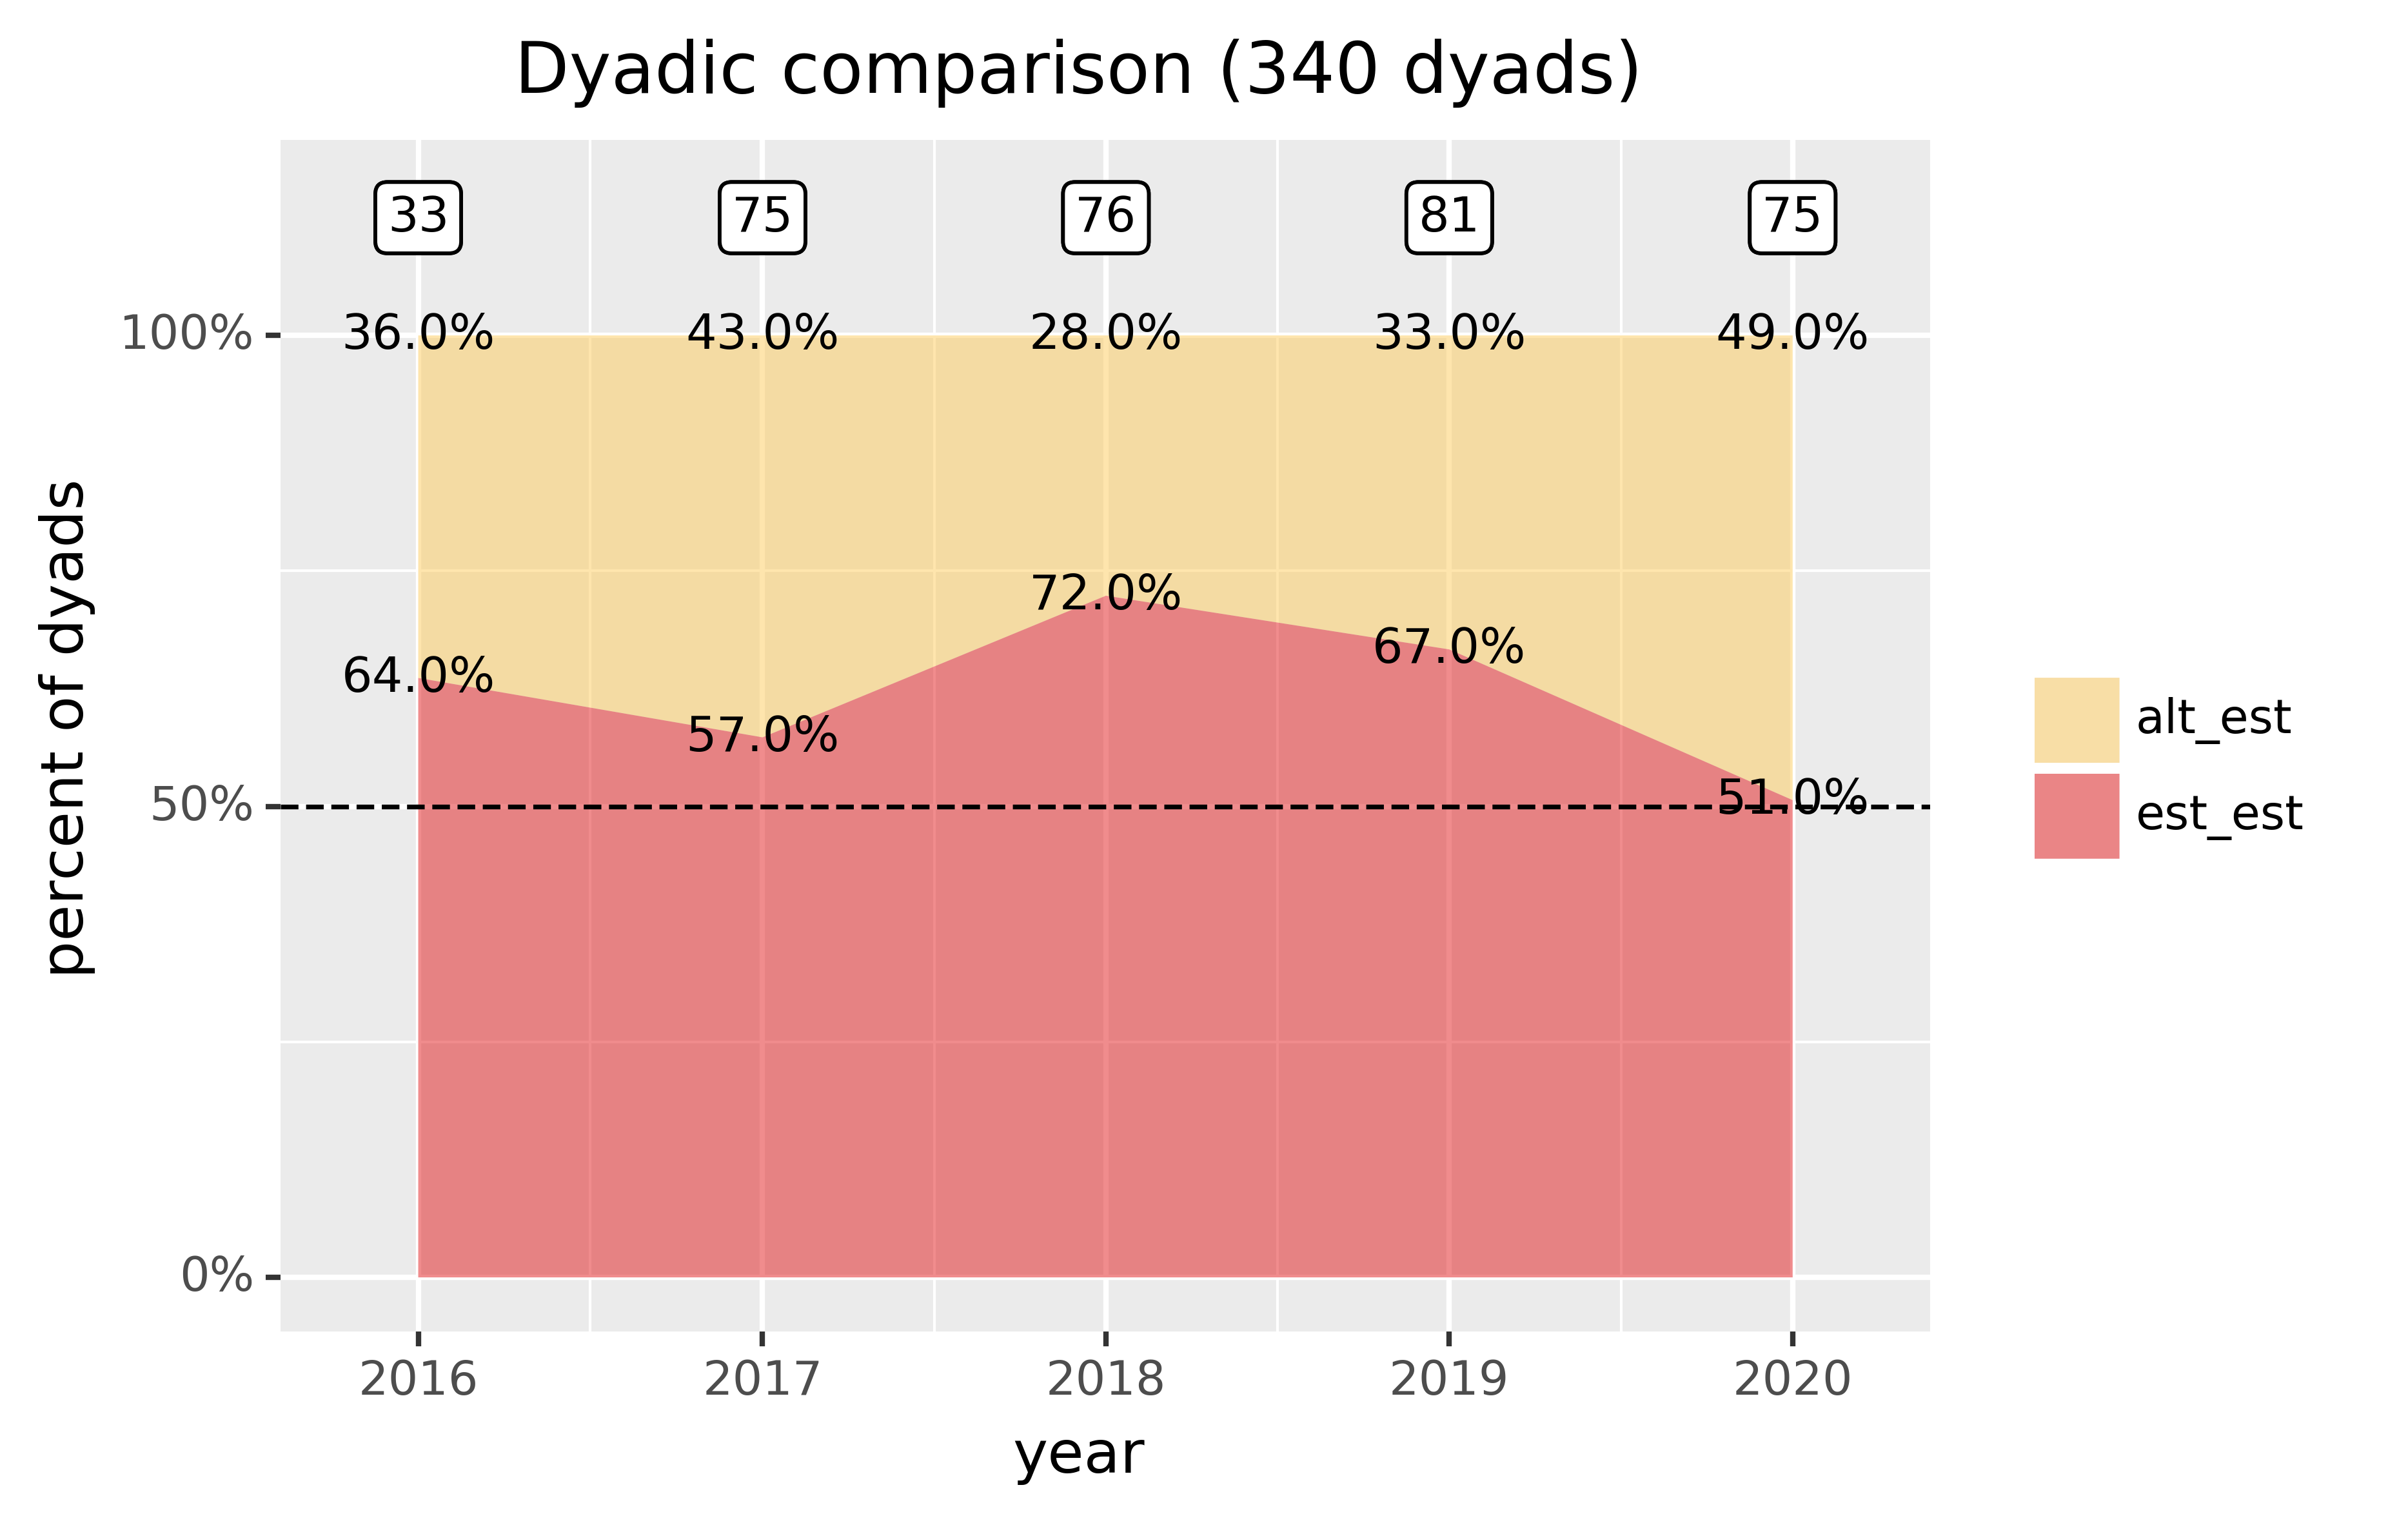 Dyadic comparison (340 dyads)
33 75 76 81 75
100% 36.0% 43.0% 28.0% 33.0% 49.0%
72.0%
67.0%
64.0%
57.0%
50% 51.0%
0%
percent of dyads
alt_est
est_est
2016 2017 2018 2019 2020
year